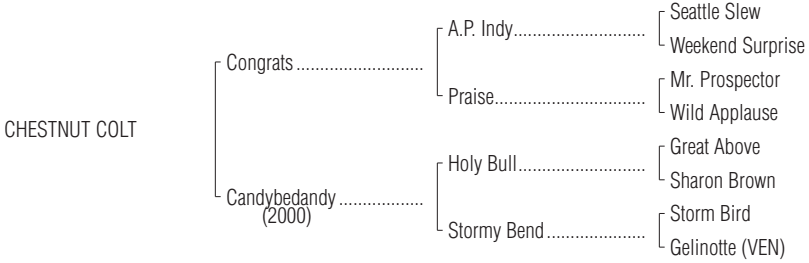 Seattle Slew
A.P. Indy..............................
Weekend Surprise
Congrats ...........................
Mr. Prospector
Praise..................................
Wild Applause
CHESTNUT COLT
Great Above
Holy Bull.............................
Sharon Brown
Candybedandy ..................
(2000)
Storm Bird
Stormy Bend .....................
Gelinotte (VEN)